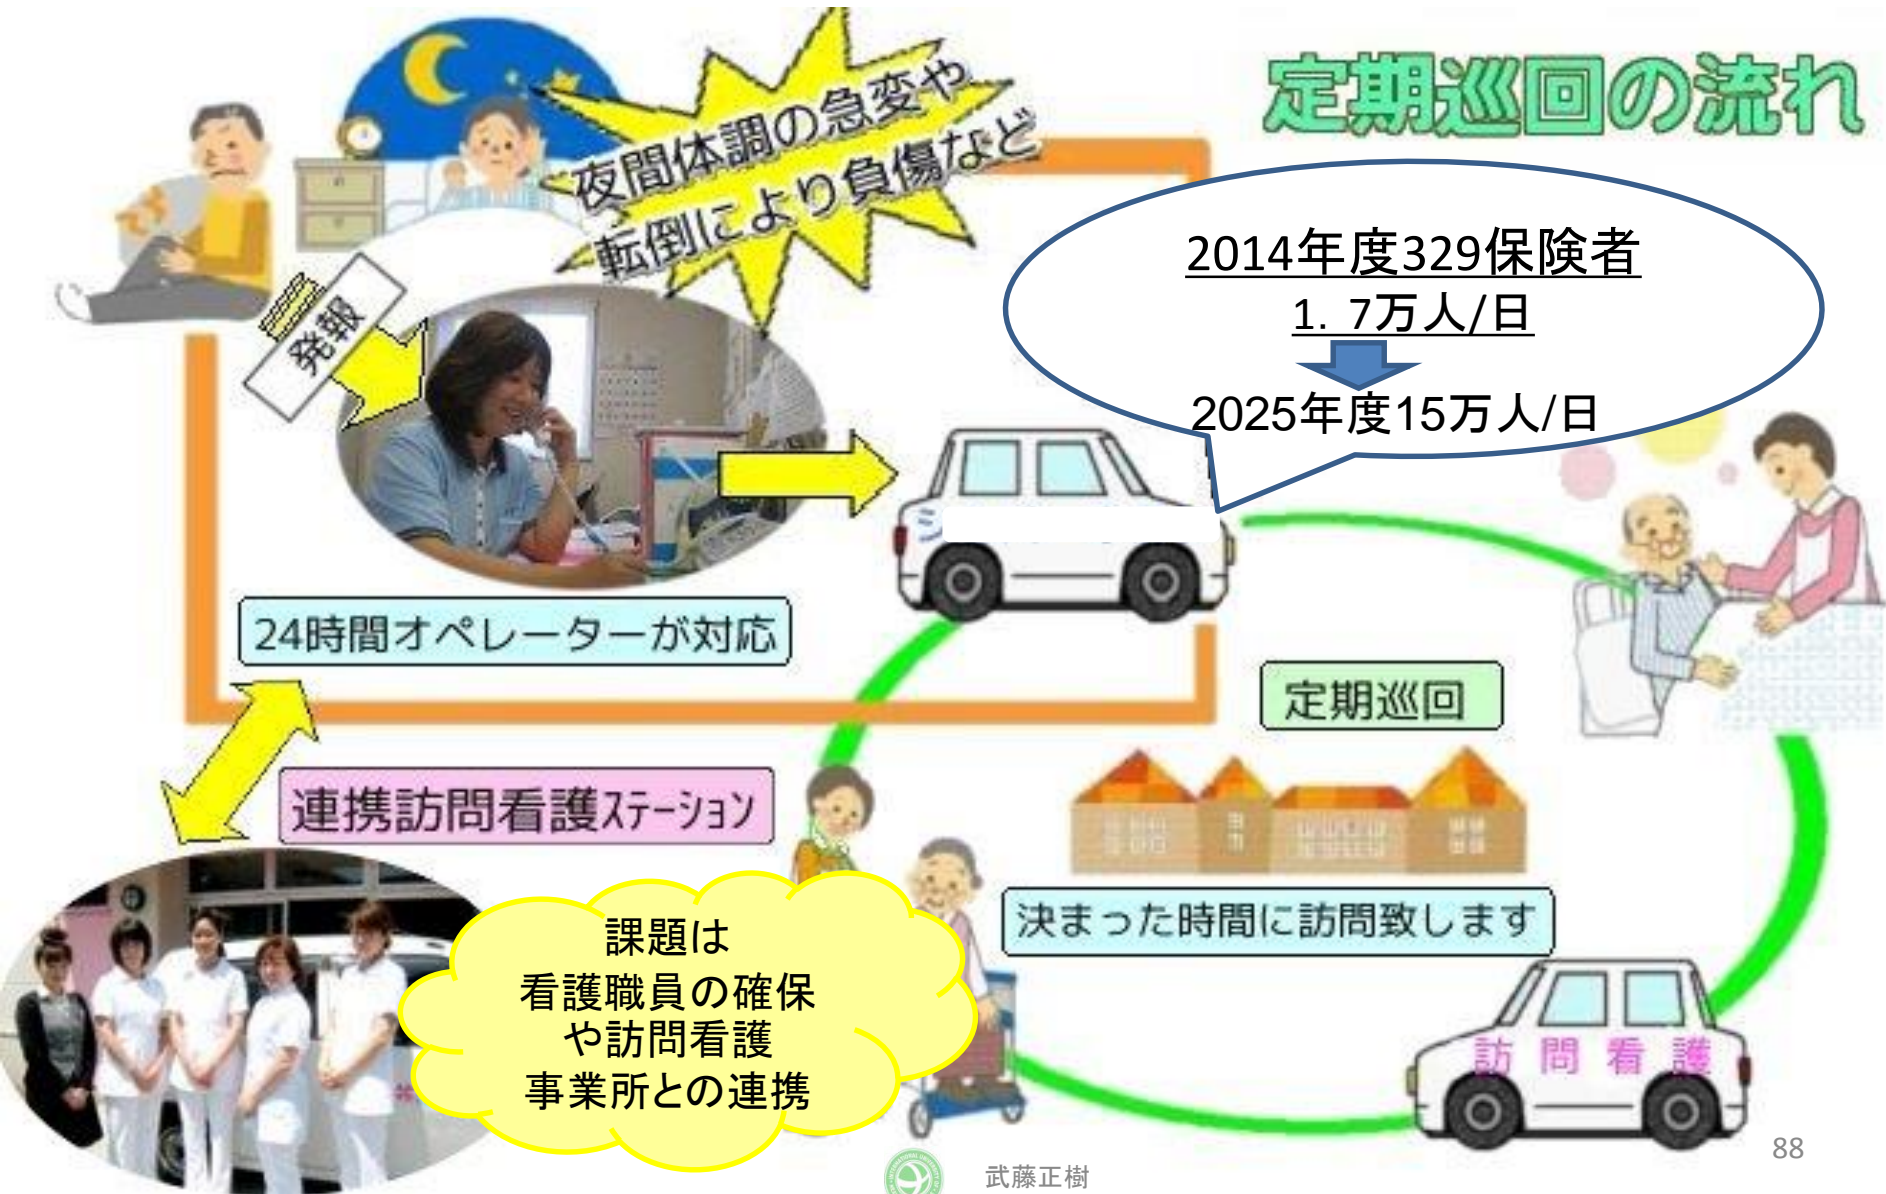 定期巡回の流れ
夜間体調の急変や
転倒により負傷など
2014年度329保険者
1．7万人/日
2025年度15万人/日
発報
24時間オペレーターが対応
定期巡回
連携訪問看護ステーション
決まった時間に訪問致します
課題は
看護職員の確保
や訪問看護
事業所との連携
訪問看護
88
武藤正樹